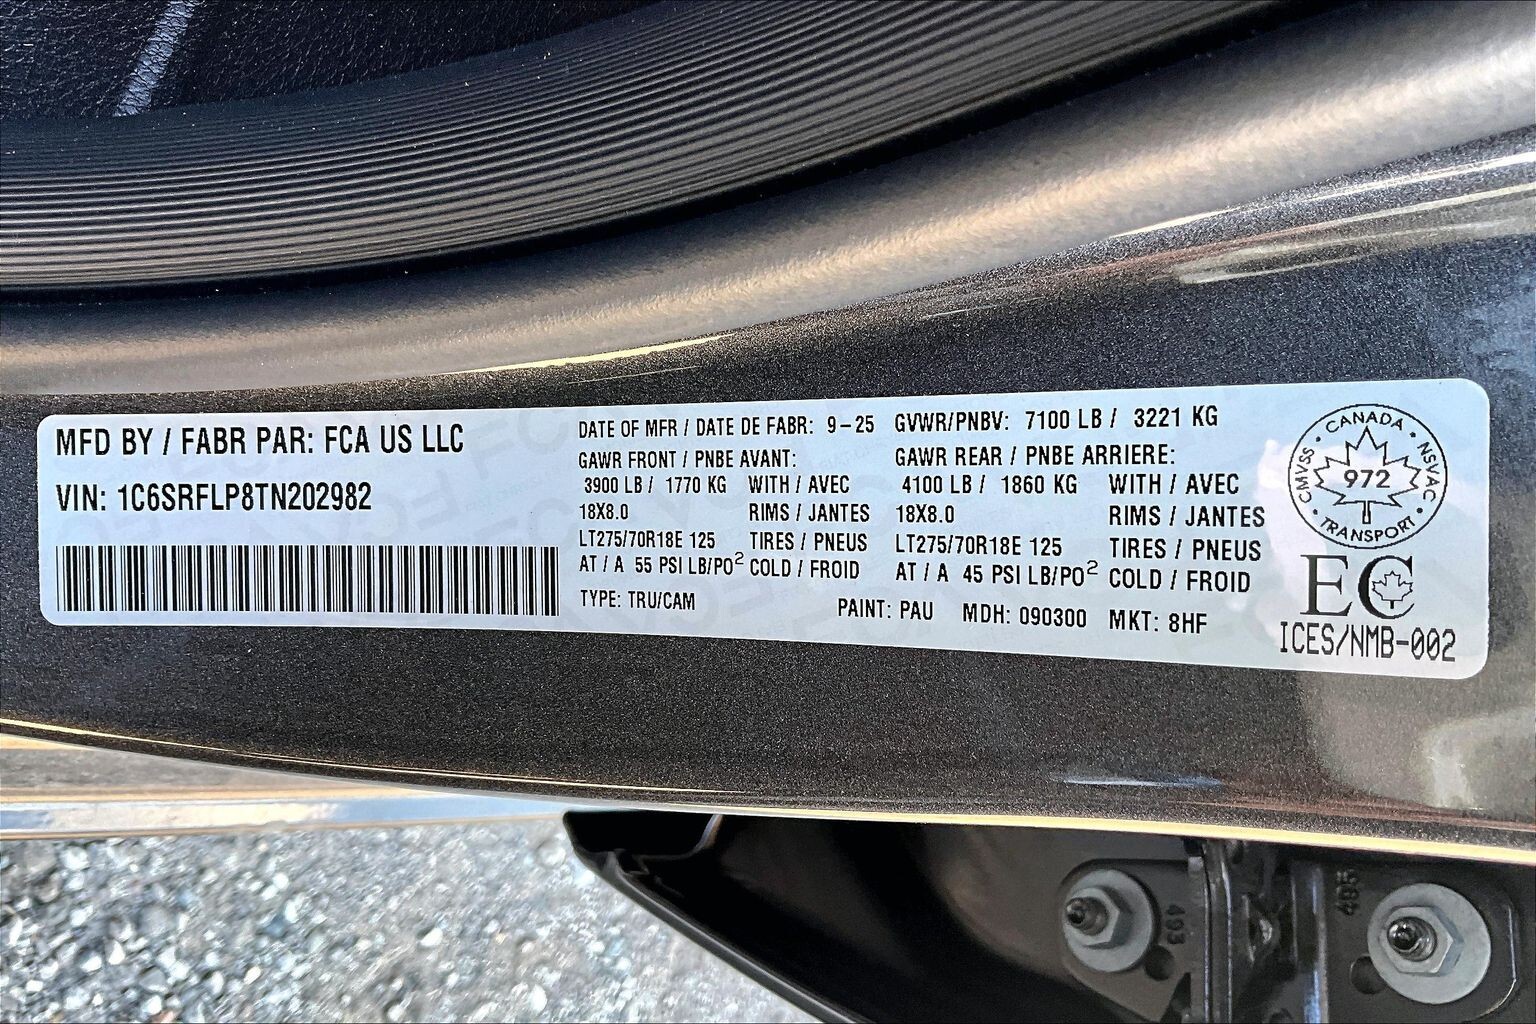 MFD BY / FABR PAR: FCA US LLC
VIN: 1C6SRFLP8TN202982
DATE OF MFR / DATE DE FABR: 9-25 GVWR/PNBV: 7100 LB / 3221 KG
GAWR FRONT / PNBE AVANT: GAWR REAR / PNBE ARRIERE:
3900 LB / 1770 KG WITH / AVEC 4100 LB / 1860 KG WITH / AVEC
18X8.0 RIMS / JANTES 18X8.0 RIMS / JANTES
LT275/70R18E 125 TIRES / PNEUS LT275/70R18E 125 TIRES / PNEUS
AT / A 55 PSI LB/PO² COLD / FROID AT / A 45 PSI LB/PO² COLD / FROID
TYPE: TRU/CAM PAINT: PAU MDH: 090300 MKT: 8HF
CANADA
CMVSS 972 NSVAC
TRANSPORT
EC
ICES/NMB-002
493
495